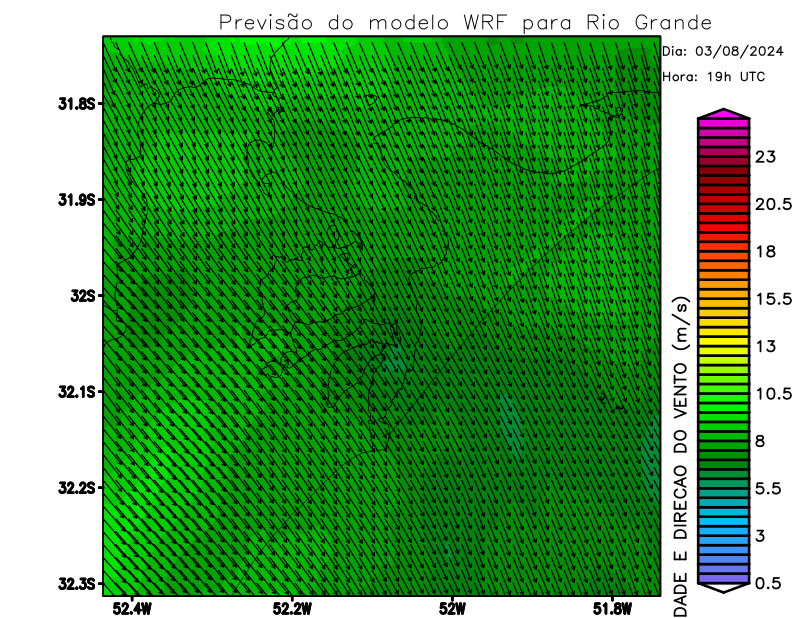 Previsão do modelo WRF para Rio Grande
Dia: 03/08/2024
Hora: 19h UTC
31.8S
31.9S
32S
32.1S
32.2S
32.3S
52.4W
52.2W
52W
51.8W
23
20.5
18
15.5
13
10.5
8
5.5
3
0.5
DADE E DIRECAO DO VENTO (m/s)